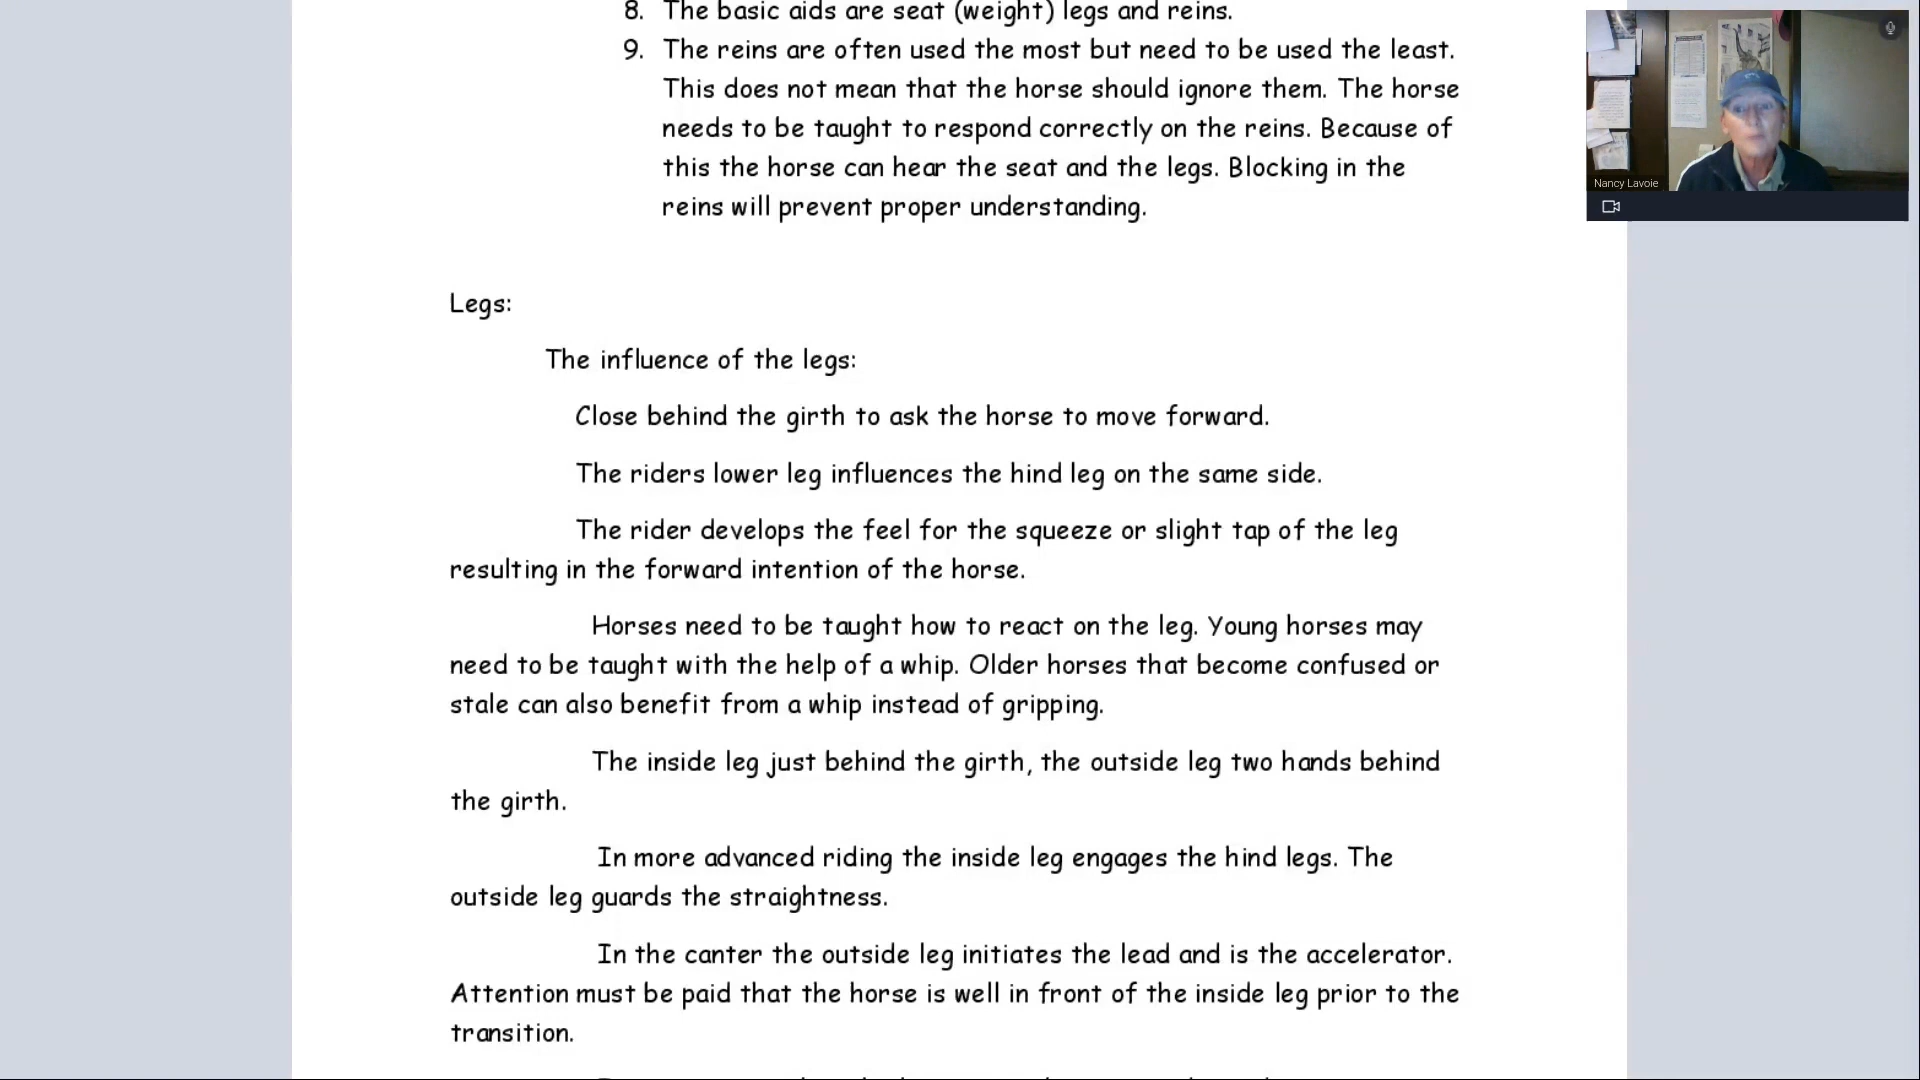 8. The basic aids are seat (weight) legs and reins.
9. The reins are often used the most but need to be used the least.
This does not mean that the horse should ignore them. The horse
needs to be taught to respond correctly on the reins. Because of
this the horse can hear the seat and the legs. Blocking in the
reins will prevent proper understanding.
Legs:
The influence of the legs:
Close behind the girth to ask the horse to move forward.
The riders lower leg influences the hind leg on the same side.
The rider develops the feel for the squeeze or slight tap of the leg
resulting in the forward intention of the horse.
Horses need to be taught how to react on the leg. Young horses may
need to be taught with the help of a whip. Older horses that become confused or
stale can also benefit from a whip instead of gripping.
The inside leg just behind the girth, the outside leg two hands behind
the girth.
In more advanced riding the inside leg engages the hind legs. The
outside leg guards the straightness.
In the canter the outside leg initiates the lead and is the accelerator.
Attention must be paid that the horse is well in front of the inside leg prior to the
transition.
Nancy Lavoie